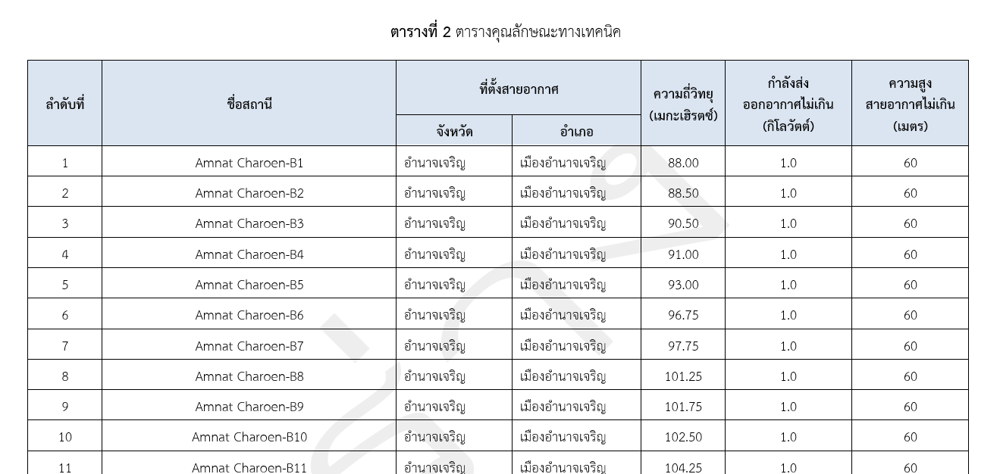 ตารางที่ 2 ตารางคุณลักษณะทางเทคนิค
ลำดับที่ ชื่อสถานี ที่ตั้งสายอากาศ ความถี่วิทยุ (เมกะเฮิรตซ์) กำลังส่ง ออกอากาศไม่เกิน (กิโลวัตต์) ความสูง สายอากาศไม่เกิน (เมตร)
จังหวัด อำเภอ
1 Amnat Charoen-B1 อำนาจเจริญ เมืองอำนาจเจริญ 88.00 1.0 60
2 Amnat Charoen-B2 อำนาจเจริญ เมืองอำนาจเจริญ 88.50 1.0 60
3 Amnat Charoen-B3 อำนาจเจริญ เมืองอำนาจเจริญ 90.50 1.0 60
4 Amnat Charoen-B4 อำนาจเจริญ เมืองอำนาจเจริญ 91.00 1.0 60
5 Amnat Charoen-B5 อำนาจเจริญ เมืองอำนาจเจริญ 93.00 1.0 60
6 Amnat Charoen-B6 อำนาจเจริญ เมืองอำนาจเจริญ 96.75 1.0 60
7 Amnat Charoen-B7 อำนาจเจริญ เมืองอำนาจเจริญ 97.75 1.0 60
8 Amnat Charoen-B8 อำนาจเจริญ เมืองอำนาจเจริญ 101.25 1.0 60
9 Amnat Charoen-B9 อำนาจเจริญ เมืองอำนาจเจริญ 101.75 1.0 60
10 Amnat Charoen-B10 อำนาจเจริญ เมืองอำนาจเจริญ 102.50 1.0 60
11 Amnat Charoen-B11 อำนาจเจริญ เมืองอำนาจเจริญ 104.25 1.0 60